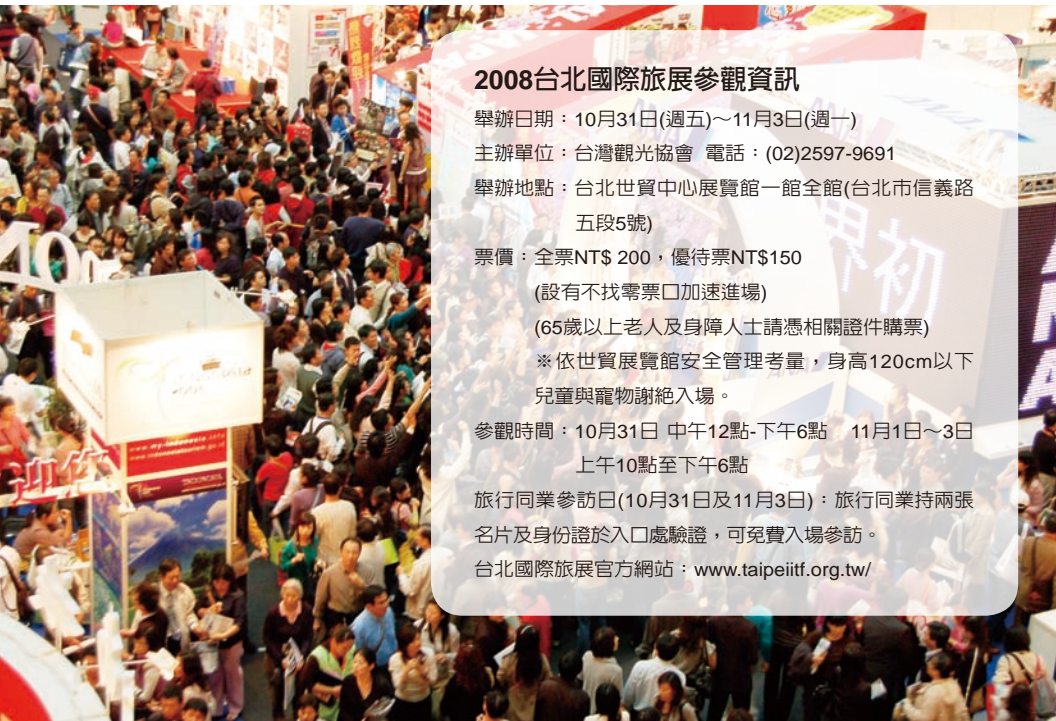 2008台北國際旅展參觀資訊
舉辦日期：10月31日(週五)～11月3日(週一)
主辦單位：台灣觀光協會 電話：(02)2597-9691
舉辦地點：台北世貿中心展覽館一館全館(台北市信義路
五段5號)
票價：全票NT$ 200，優待票NT$150
(設有不找零票口加速進場)
(65歲以上老人及身障人士請憑相關證件購票)
※依世貿展覽館安全管理考量，身高120cm以下
兒童與寵物謝絕入場。
參觀時間：10月31日 中午12點-下午6點 11月1日～3日
上午10點至下午6點
旅行同業參訪日(10月31日及11月3日)：旅行同業持兩張
名片及身份證於入口處驗證，可免費入場參訪。
台北國際旅展官方網站：www.taipeiitf.org.tw/
界初
迎你
www.my-indonesia.info